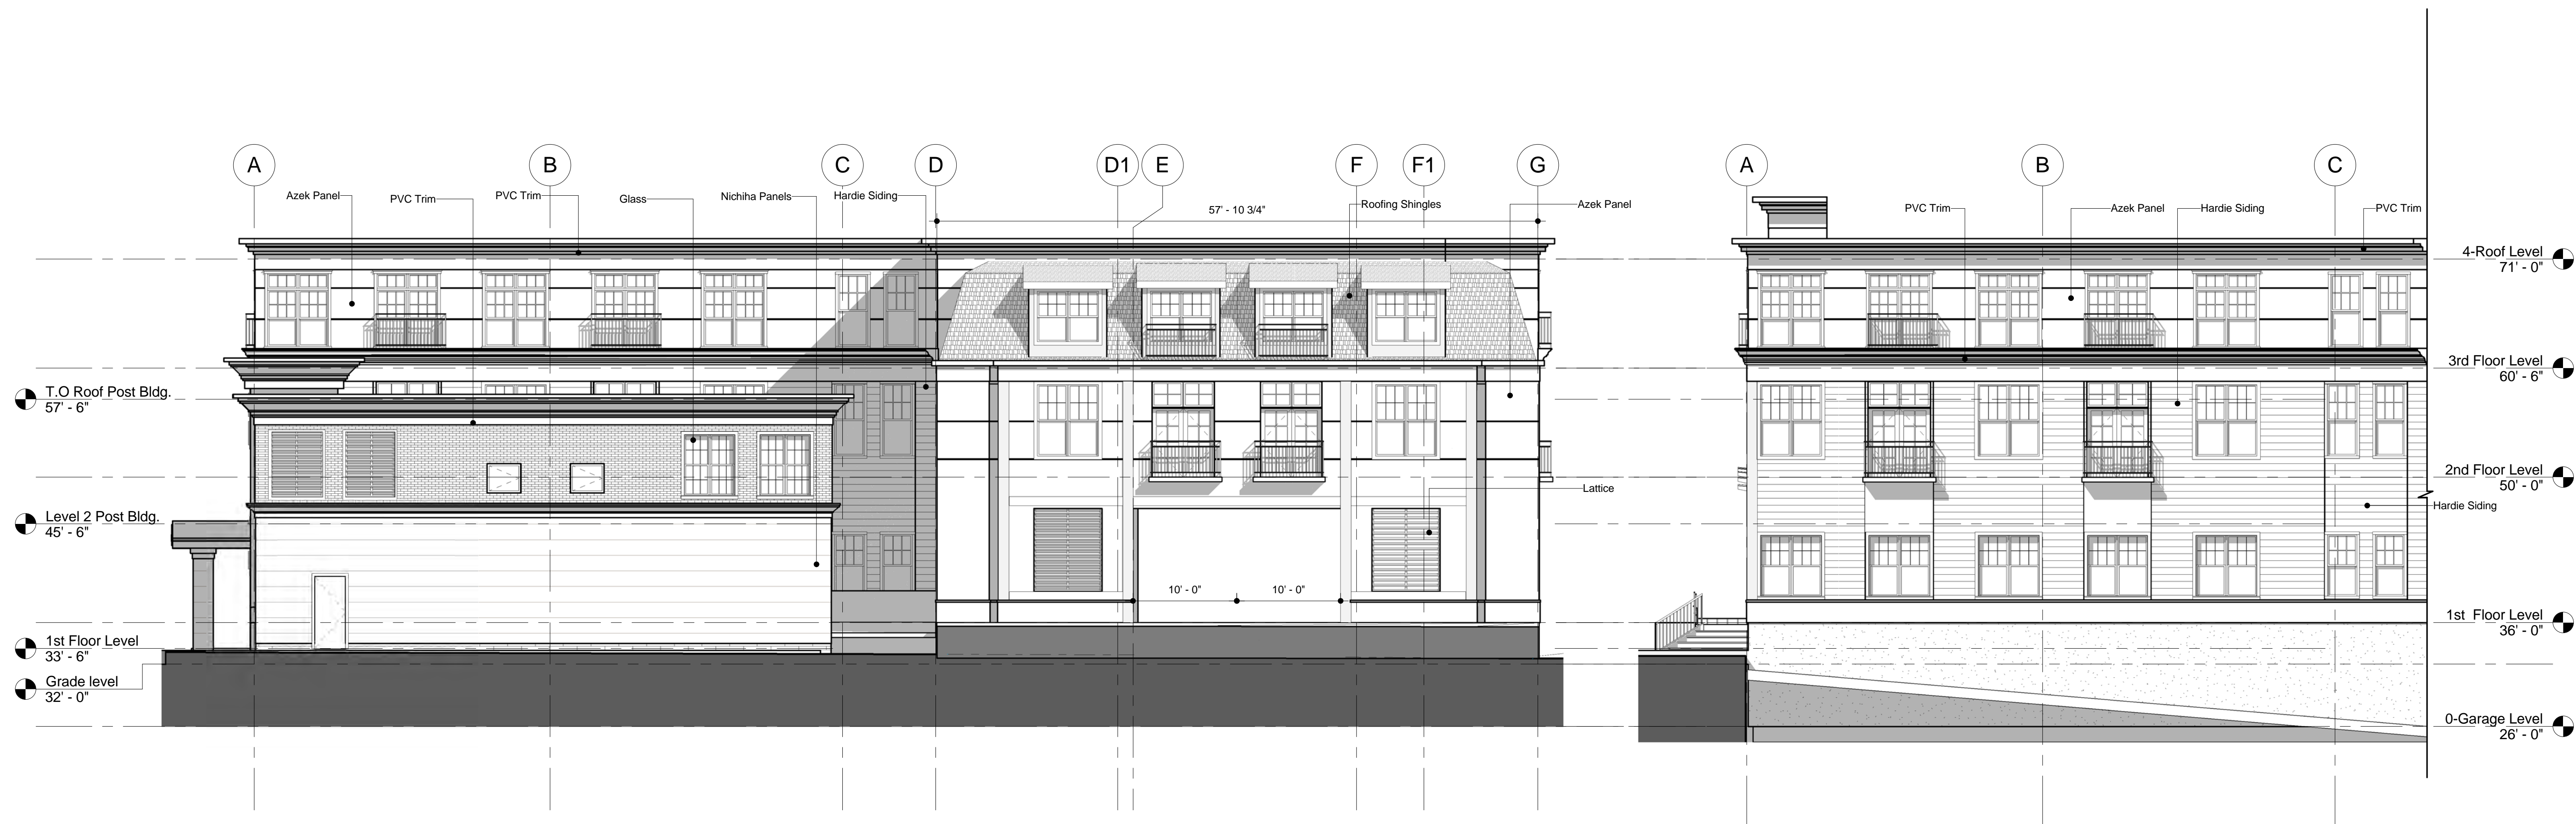 A
B
C
D
D1
E
F
F1
G
A
B
C
Azek Panel
PVC Trim
PVC Trim
Glass
Nichiha Panels
Hardie Siding
57' - 10 3/4"
Roofing Shingles
Azek Panel
PVC Trim
Azek Panel
Hardie Siding
PVC Trim
4-Roof Level
71' - 0"
3rd Floor Level
60' - 6"
T.O Roof Post Bldg.
57' - 6"
2nd Floor Level
50' - 0"
Lattice
Hardie Siding
Level 2 Post Bldg.
45' - 6"
10' - 0"
10' - 0"
1st  Floor Level
36' - 0"
1st Floor Level
33' - 6"
Grade level
32' - 0"
0-Garage Level
26' - 0"